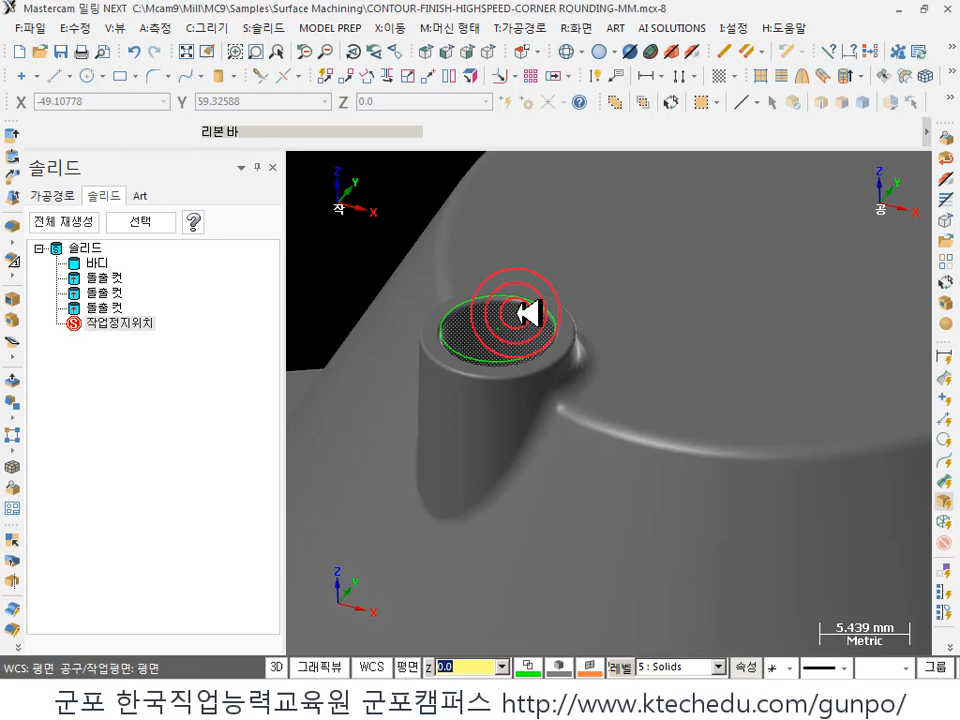 Mastercam 밀링 NEXT  C:\Mcam9\Mill\MC9\Samples\Surface Machining\CONTOUR-FINISH-HIGHSPEED-CORNER ROUNDING-MM.mcx-8
F:파일 E:수정 V:뷰 A:측정 C:그리기 S:솔리드 MODEL PREP X:이동 M:머신 형태 T:가공경로 R:화면 ART AI SOLUTIONS I:설정 H:도움말
X -49.10778 Y 59.32588 Z 0.0
리본 바
솔리드
가공경로 솔리드 Art
전체 재생성 선택
솔리드
바디
돌출 컷
돌출 컷
돌출 컷
작업정지위치
Z Y 작 X
Z Y 공 X
Z Y X
5.439 mm
Metric
WCS: 평면 공구/작업평면: 평면 3D 그래픽뷰 WCS 평면 Z 0.0 레벨 5 : Solids 속성 그룹
군포 한국직업능력교육원 군포캠퍼스 http://www.ktechedu.com/gunpo/